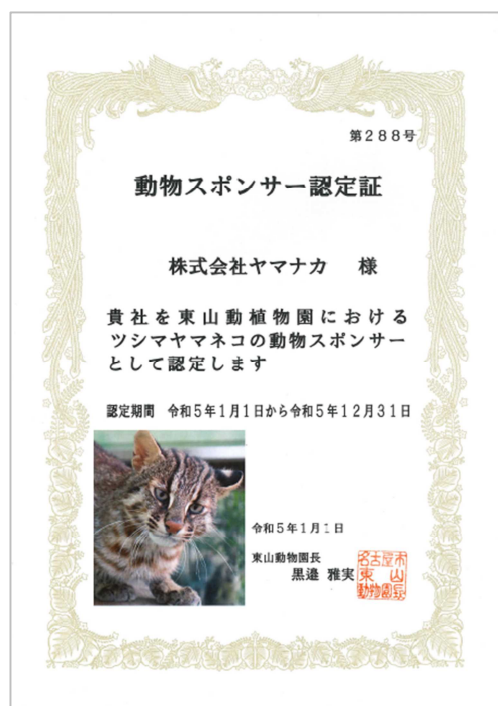 第288号
動物スポンサー認定証
株式会社ヤマナカ 様
貴社を東山動植物園における
ツシマヤマネコの動物スポンサー
として認定します
認定期間 令和5年1月1日から令和5年12月31日
令和5年1月1日
東山動物園長
黒邉 雅実
名古屋市
東山
動物園長